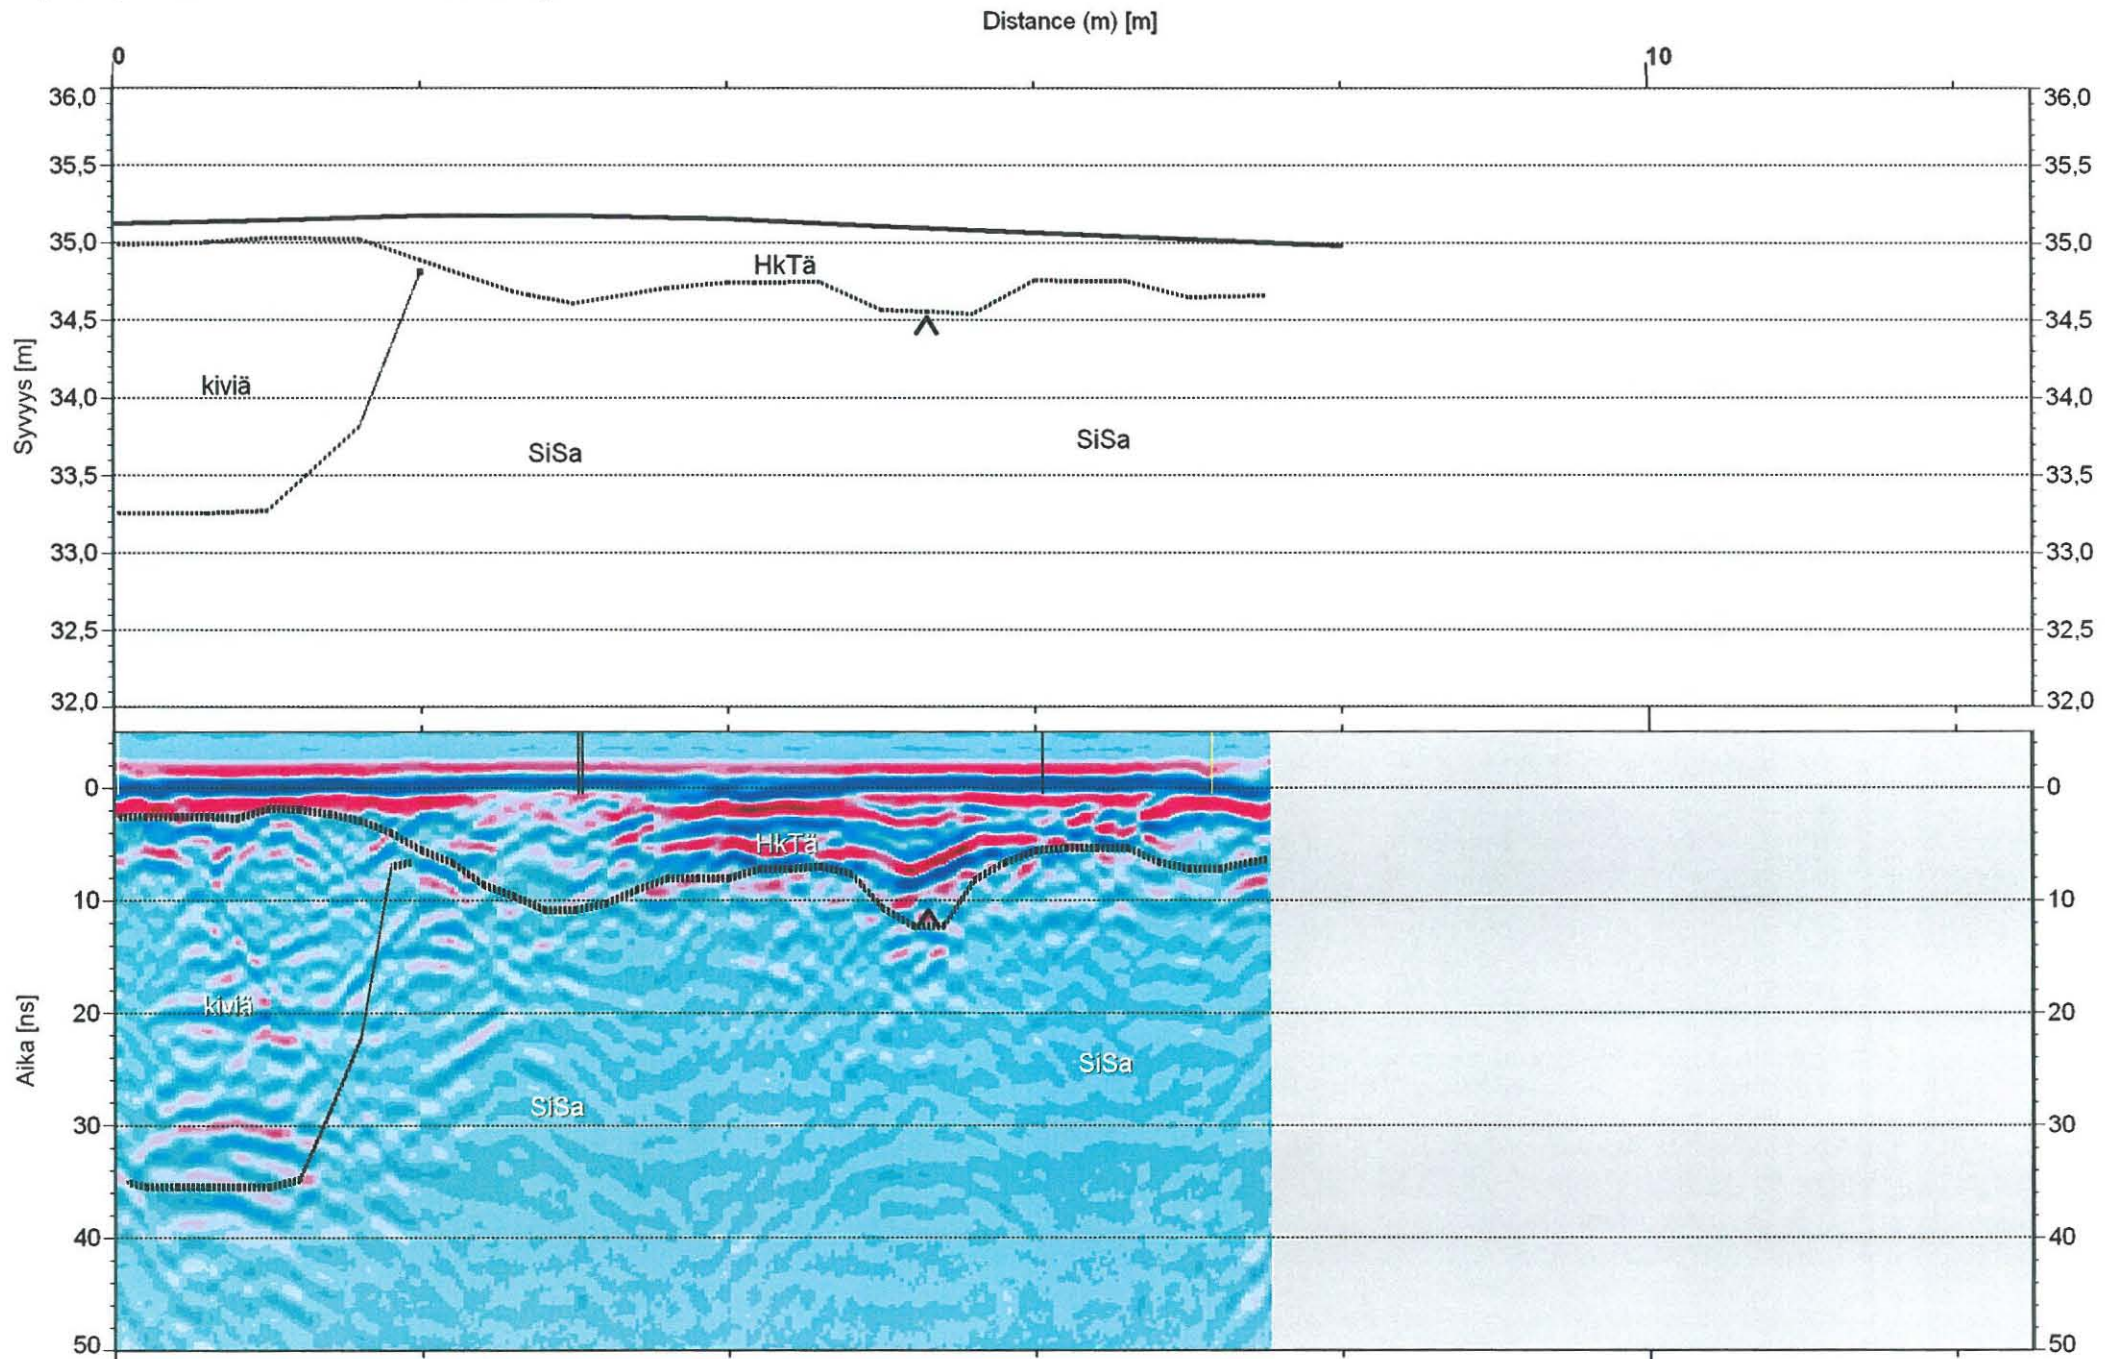 Distance (m) [m]
0 10
36,0 36,0
35,5 35,5
35,0 35,0
HkTä
34,5 34,5
kiviä
34,0 34,0
Syvyys [m]
SiSa SiSa
33,5 33,5
33,0 33,0
32,5 32,5
32,0 32,0
0 0
HkTä
10 10
kiviä
20 20
Aika [ns]
SiSa
SiSa
30 30
40 40
50 50